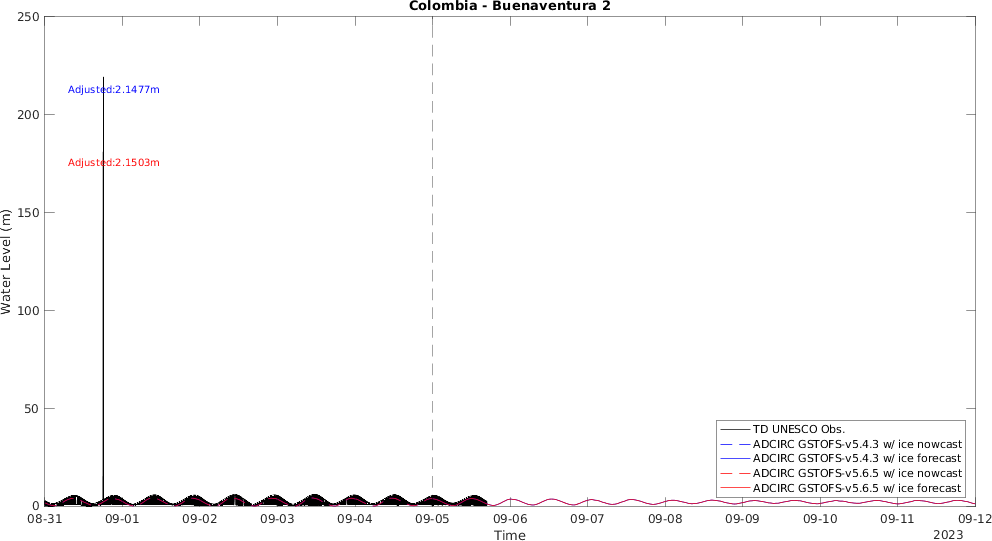 Colombia - Buenaventura 2
250
200
150
100
50
0
Water Level (m)
Adjusted:2.1477m
Adjusted:2.1503m
TD UNESCO Obs.
ADCIRC GSTOFS-v5.4.3 w/ ice nowcast
ADCIRC GSTOFS-v5.4.3 w/ ice forecast
ADCIRC GSTOFS-v5.6.5 w/ ice nowcast
ADCIRC GSTOFS-v5.6.5 w/ ice forecast
08-31 09-01 09-02 09-03 09-04 09-05 09-06 09-07 09-08 09-09 09-10 09-11 09-12
Time
2023